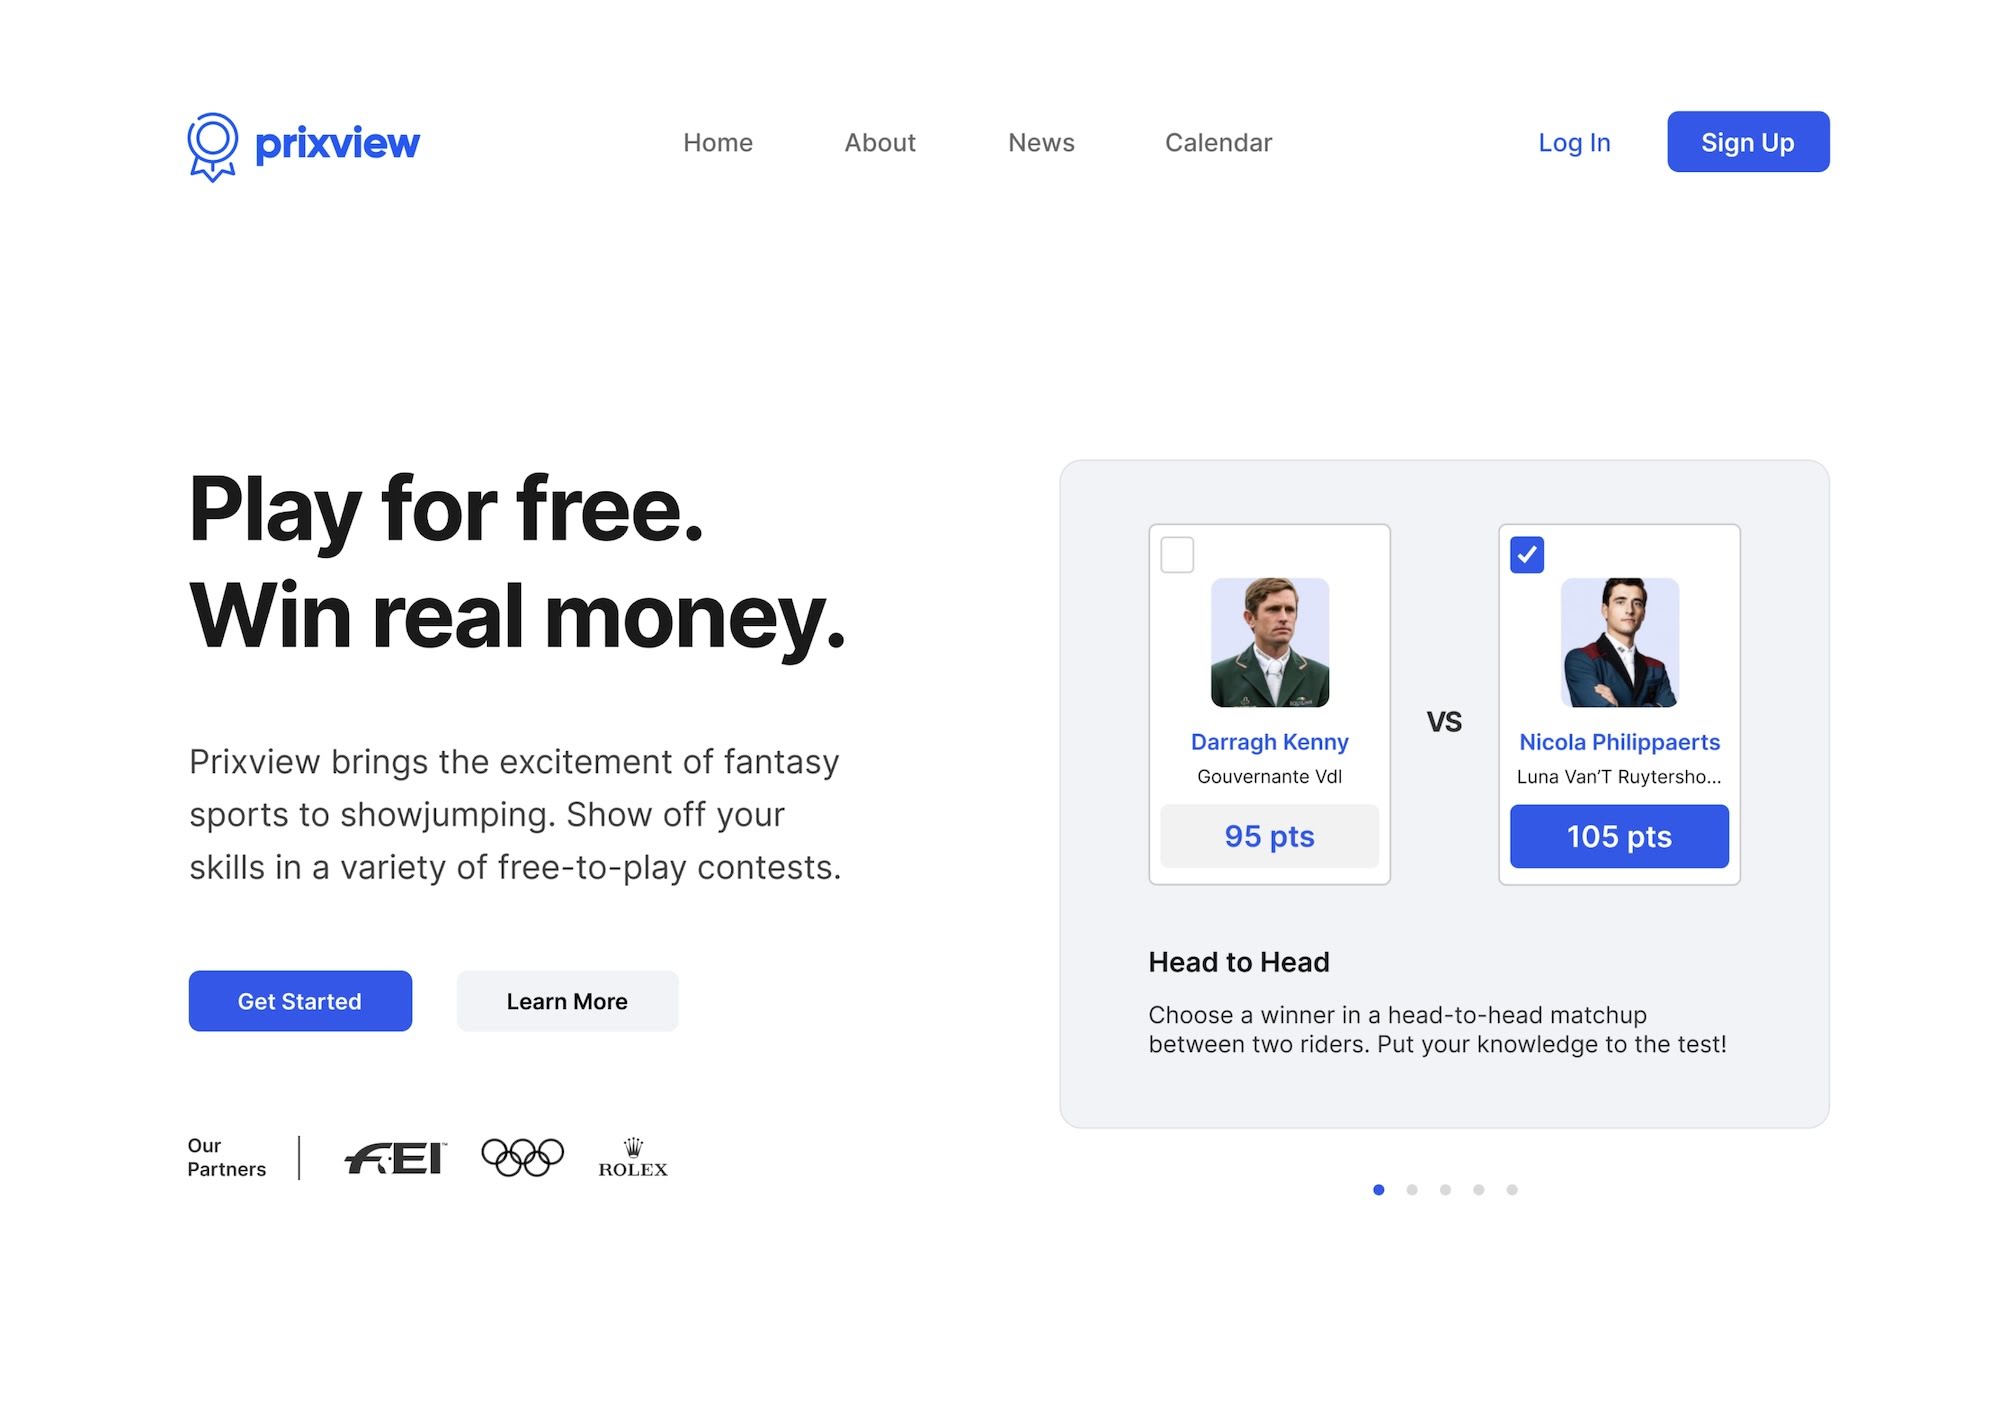 prixview
Home
About
News
Calendar
Log In
Sign Up
Play for free.
Win real money.
Prixview brings the excitement of fantasy
sports to showjumping. Show off your
skills in a variety of free-to-play contests.
Get Started
Learn More
Our
Partners
FEI™
ROLEX
Darragh Kenny
Gouvernante Vdl
95 pts
VS
Nicola Philippaerts
Luna Van’T Ruytersho...
105 pts
Head to Head
Choose a winner in a head-to-head matchup
between two riders. Put your knowledge to the test!